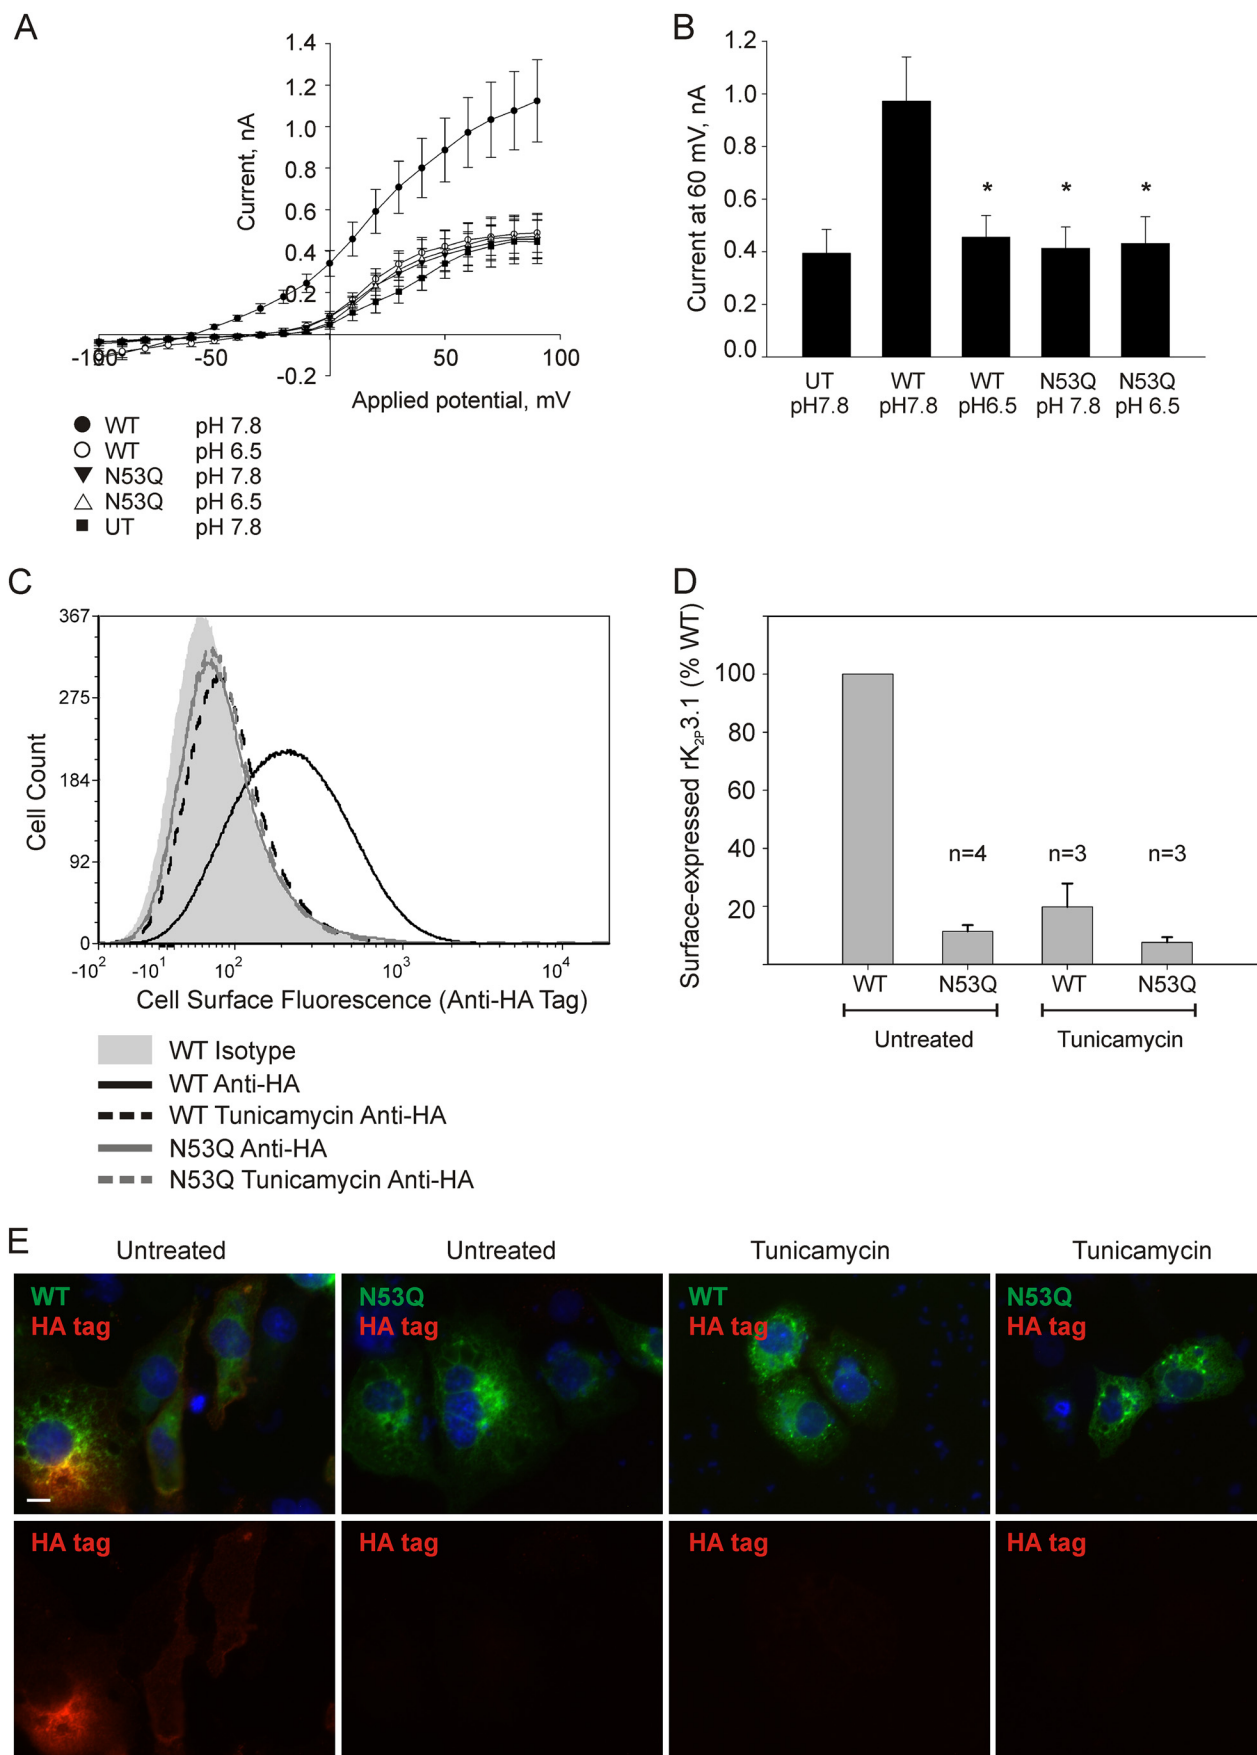 A
1.4
1.2
1.0
0.8
0.6
0.4
0.2
-0.2
Current, nA
-100
-50
50
100
Applied potential, mV
WT pH 7.8
WT pH 6.5
N53Q pH 7.8
N53Q pH 6.5
UT pH 7.8
B
1.2
1.0
0.8
0.6
0.4
0.2
0.0
Current at 60 mV, nA
* * *
UT WT WT N53Q N53Q
pH7.8 pH7.8 pH6.5 pH 7.8 pH 6.5
C
367
275
184
92
0
Cell Count
-10² -10¹ 10² 10³ 10⁴
Cell Surface Fluorescence (Anti-HA Tag)
WT Isotype
WT Anti-HA
WT Tunicamycin Anti-HA
N53Q Anti-HA
N53Q Tunicamycin Anti-HA
D
Surface-expressed rK₂ₚ3.1 (% WT)
100
80
60
40
20
n=4 n=3 n=3
WT N53Q WT N53Q
Untreated Tunicamycin
E
Untreated Untreated Tunicamycin Tunicamycin
WT N53Q WT N53Q
HA tag HA tag HA tag HA tag
HA tag HA tag HA tag HA tag